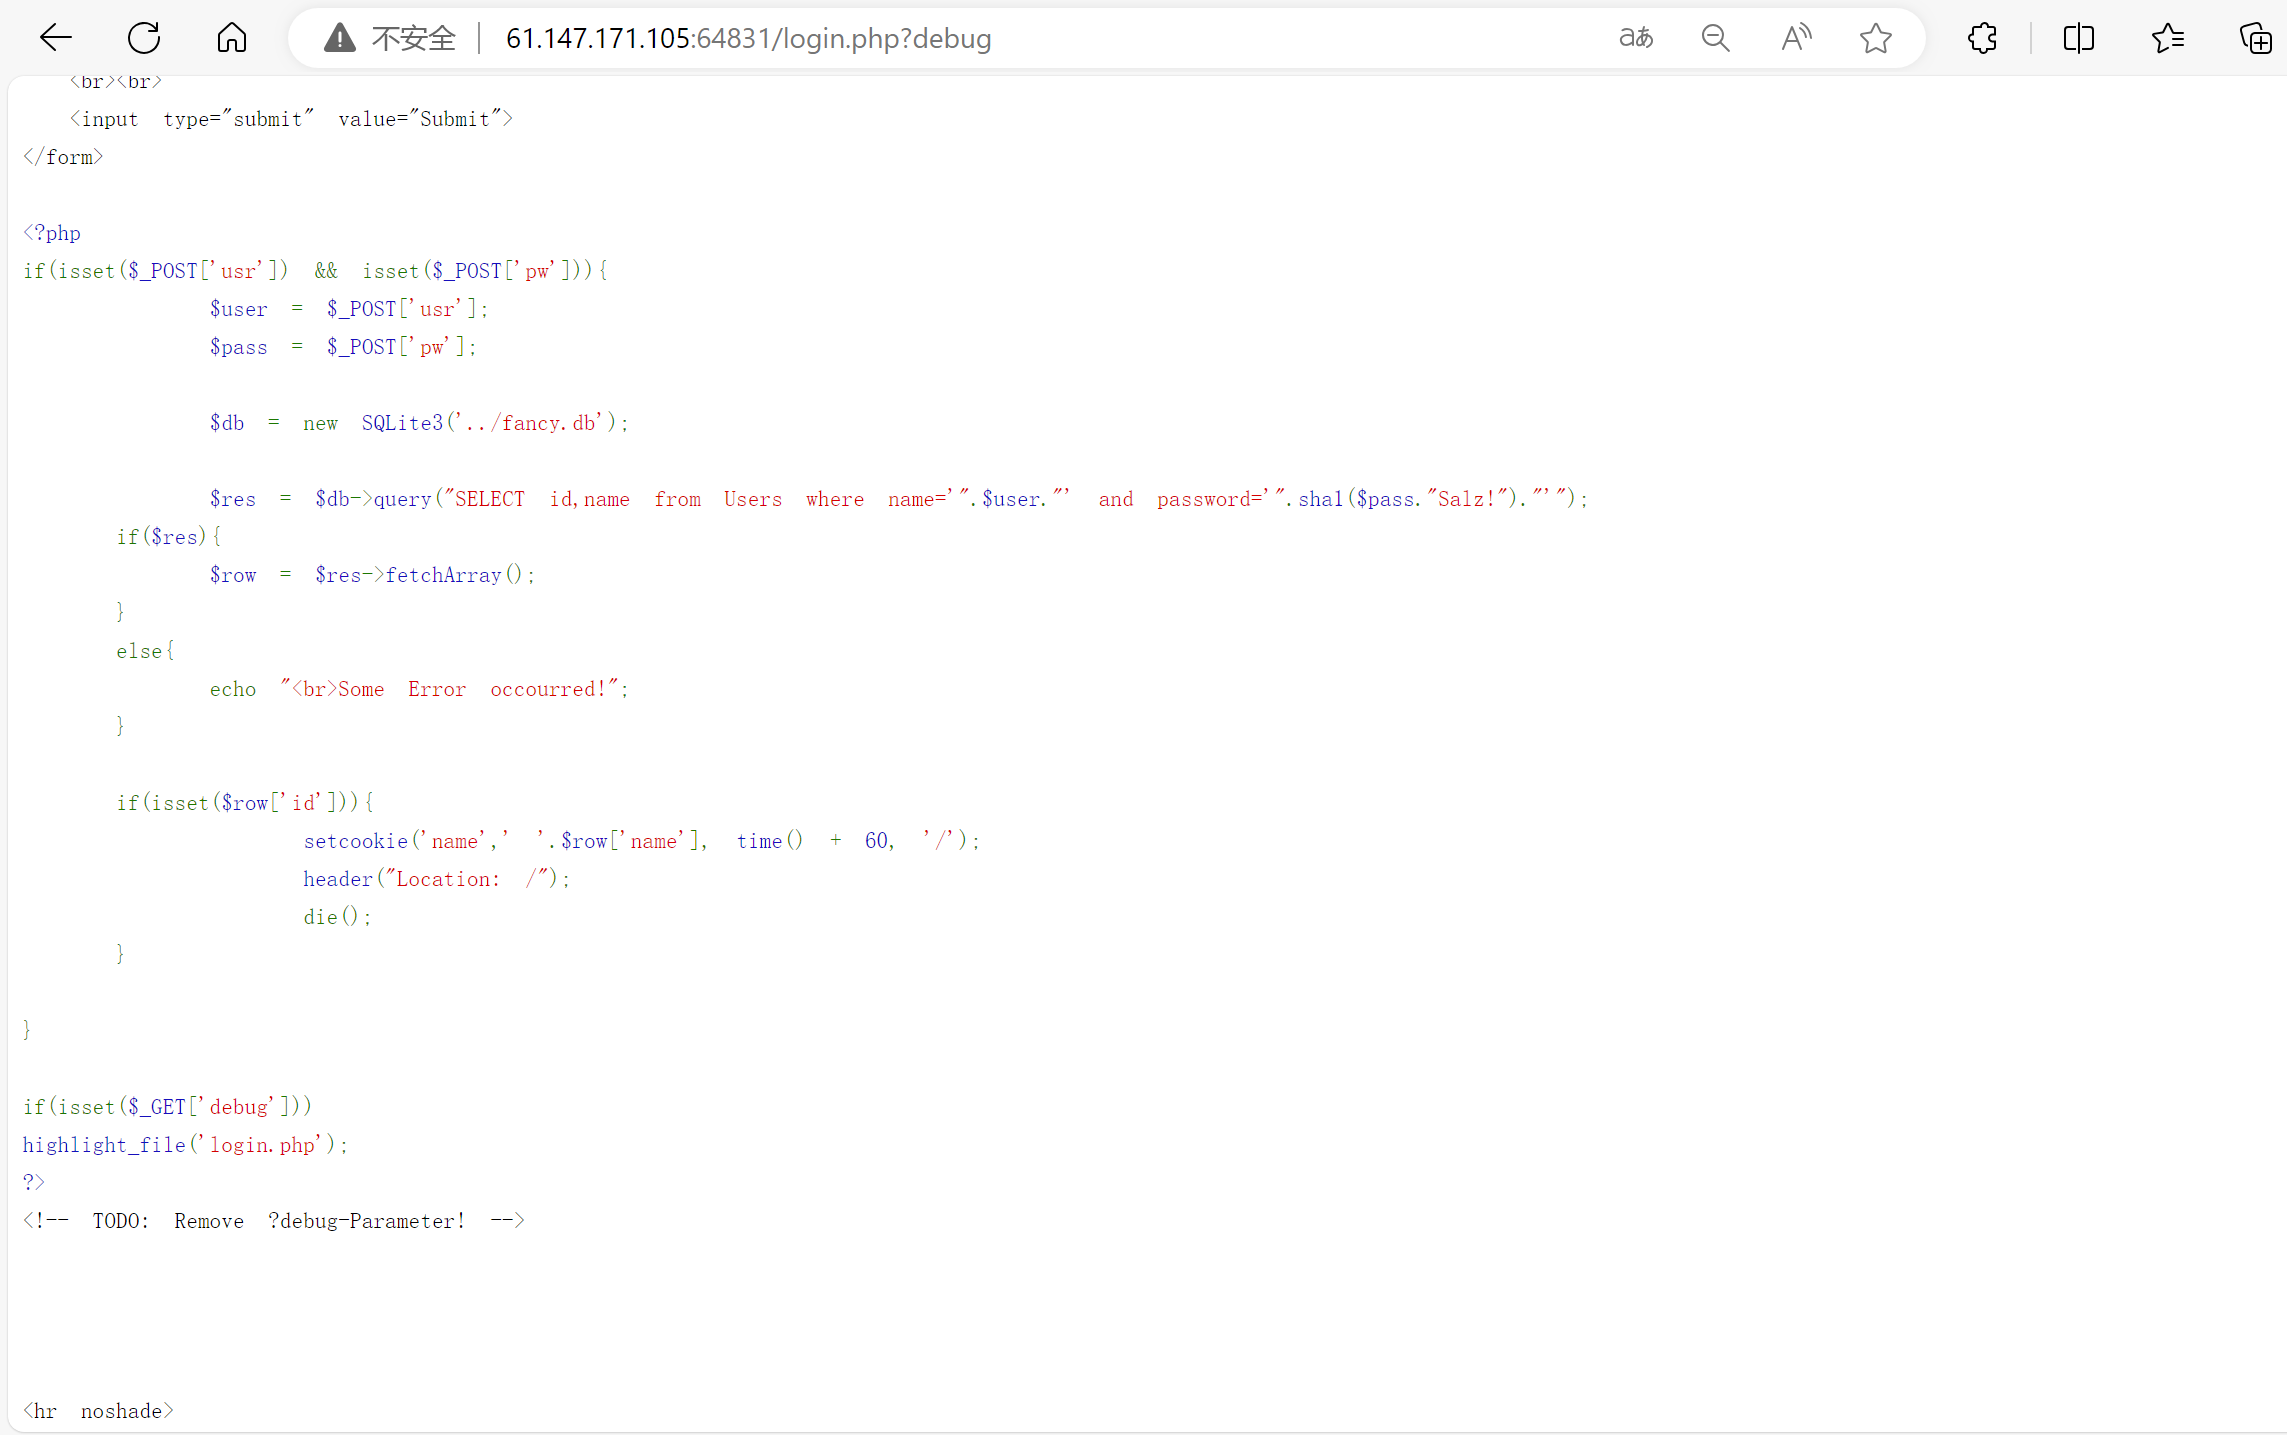 不安全 | 61.147.171.105:64831/login.php?debug aあ A
<br><br>
<input type="submit" value="Submit">
</form>
<?php
if(isset($_POST['usr']) && isset($_POST['pw'])){
$user = $_POST['usr'];
$pass = $_POST['pw'];
$db = new SQLite3('../fancy.db');
$res = $db->query("SELECT id,name from Users where name='".$user."' and password='".sha1($pass."Salz!")."'");
if($res){
$row = $res->fetchArray();
}
else{
echo "<br>Some Error occourred!";
}
if(isset($row['id'])){
setcookie('name',' '.$row['name'], time() + 60, '/');
header("Location: /");
die();
}
}
if(isset($_GET['debug']))
highlight_file('login.php');
?>
<!-- TODO: Remove ?debug-Parameter! -->
<hr noshade>